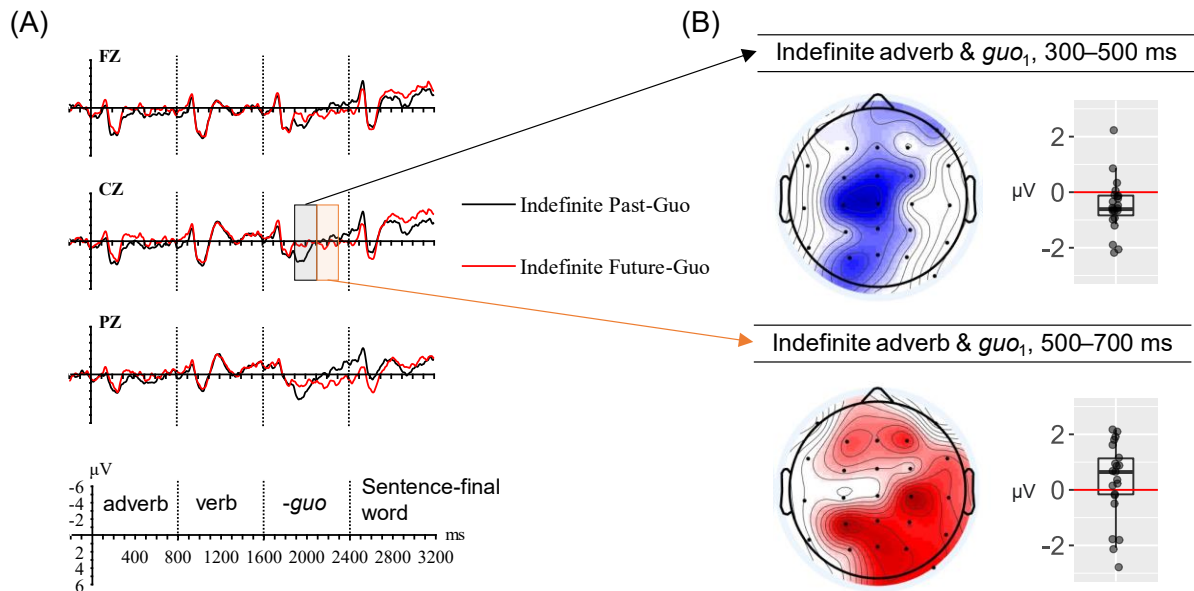 (A)
FZ
CZ
PZ
Indefinite Past-Guo
Indefinite Future-Guo
μV
-6
-4
-2
2
4
6
adverb
verb
-guo
Sentence-final
word
400 800 1200 1600 2000 2400 2800 3200
ms
(B)
Indefinite adverb & guo₁, 300–500 ms
μV
2
0
-2
Indefinite adverb & guo₁, 500–700 ms
μV
2
0
-2